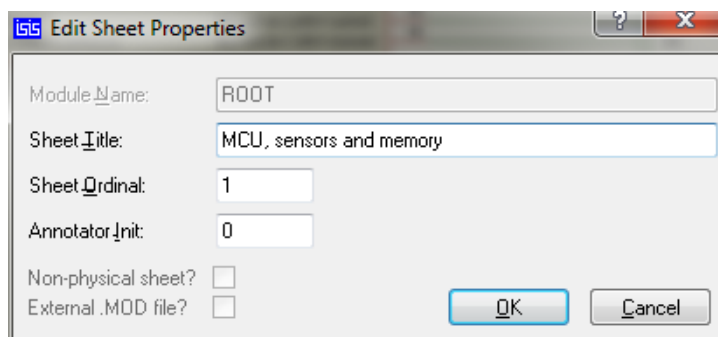 isis Edit Sheet Properties ? X
Module Name: ROOT
Sheet Title: MCU, sensors and memory
Sheet Ordinal: 1
Annotator Init: 0
Non-physical sheet?
External .MOD file?
OK Cancel